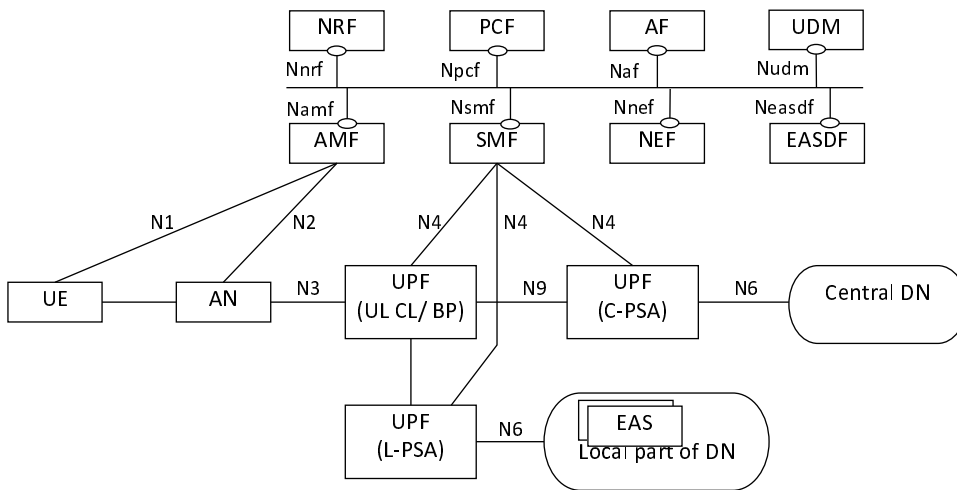 NRF
PCF
AF
UDM
Nnrf
Npcf
Naf
Nudm
Namf
Nsmf
Nnef
Neasdf
AMF
SMF
NEF
EASDF
N1
N2
N4
N4
N4
UE
AN
N3
UPF
(UL CL/ BP)
N9
UPF
(C-PSA)
N6
Central DN
UPF
(L-PSA)
N6
EAS
Local part of DN